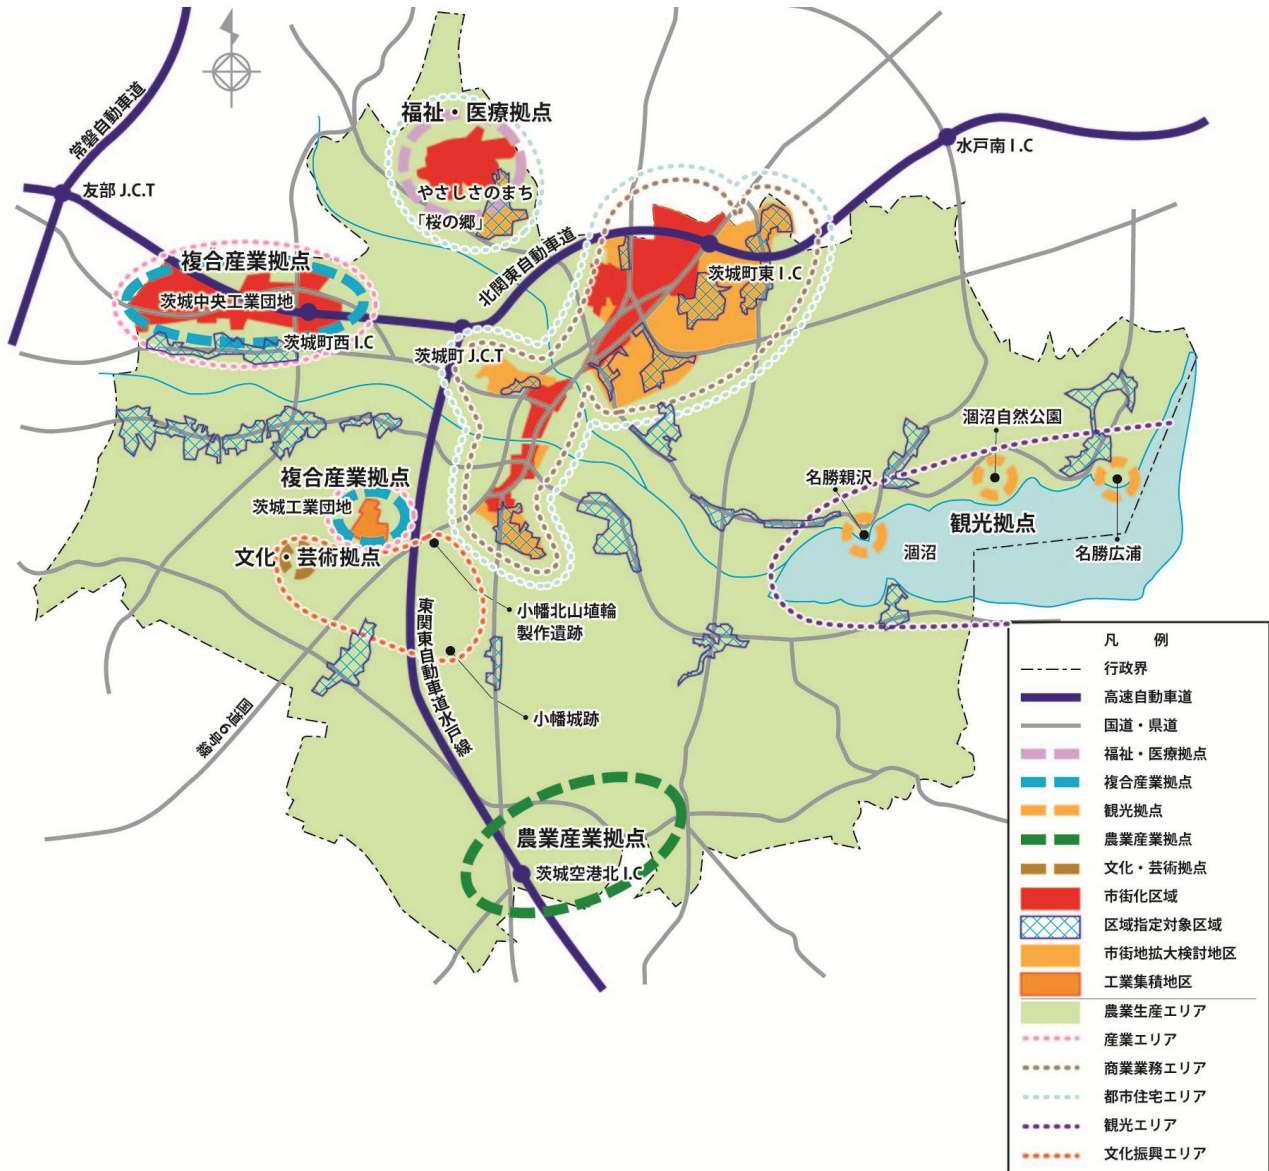 常磐自動車道
友部 J.C.T
福祉・医療拠点
やさしさのまち
「桜の郷」
水戸南 I.C
北関東自動車道
茨城町東 I.C
複合産業拠点
茨城中央工業団地
茨城町西 I.C
茨城町 J.C.T
涸沼自然公園
名勝親沢
観光拠点
涸沼
名勝広浦
複合産業拠点
茨城工業団地
文化・芸術拠点
小幡北山埴輪
製作遺跡
東関東自動車道水戸線
小幡城跡
国道6号線
農業産業拠点
茨城空港北 I.C
凡 例
行政界
高速自動車道
国道・県道
福祉・医療拠点
複合産業拠点
観光拠点
農業産業拠点
文化・芸術拠点
市街化区域
区域指定対象区域
市街地拡大検討地区
工業集積地区
農業生産エリア
産業エリア
商業業務エリア
都市住宅エリア
観光エリア
文化振興エリア